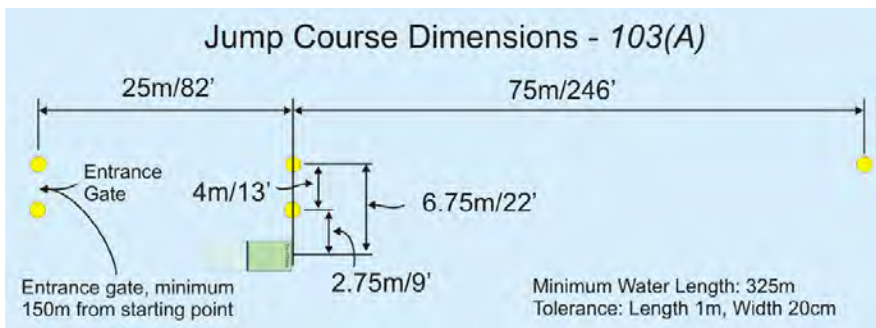 Jump Course Dimensions - 103(A)
25m/82'
75m/246'
Entrance
Gate
4m/13'
6.75m/22'
2.75m/9'
Entrance gate, minimum
150m from starting point
Minimum Water Length: 325m
Tolerance: Length 1m, Width 20cm